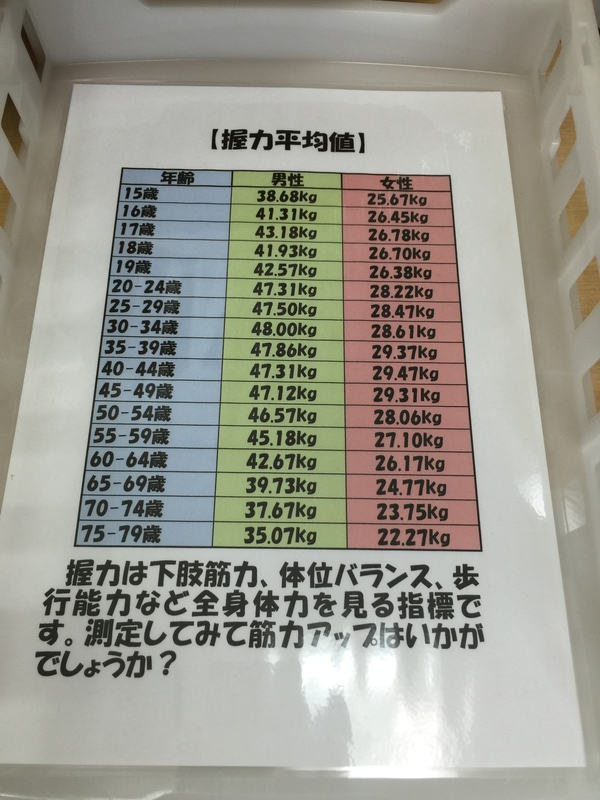 【握力平均値】
年齢 男性 女性
15歳 38.68kg 25.67kg
16歳 41.31kg 26.45kg
17歳 43.18kg 26.78kg
18歳 41.93kg 26.70kg
19歳 42.57kg 26.38kg
20-24歳 47.31kg 28.22kg
25-29歳 47.50kg 28.47kg
30-34歳 48.00kg 28.61kg
35-39歳 47.86kg 29.37kg
40-44歳 47.31kg 29.47kg
45-49歳 47.12kg 29.31kg
50-54歳 46.57kg 28.06kg
55-59歳 45.18kg 27.10kg
60-64歳 42.67kg 26.17kg
65-69歳 39.73kg 24.77kg
70-74歳 37.67kg 23.75kg
75-79歳 35.07kg 22.27kg
握力は下肢筋力、体位バランス、歩
行能力など全身体力を見る指標で
す。測定してみて筋力アップはいかが
でしょうか？